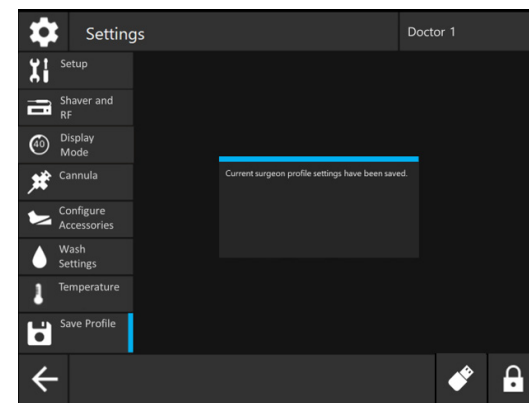 Settings
Doctor 1
Setup
Shaver and
RF
40
Display
Mode
Cannula
Configure
Accessories
Wash
Settings
Temperature
Save Profile
Current surgeon profile settings have been saved.